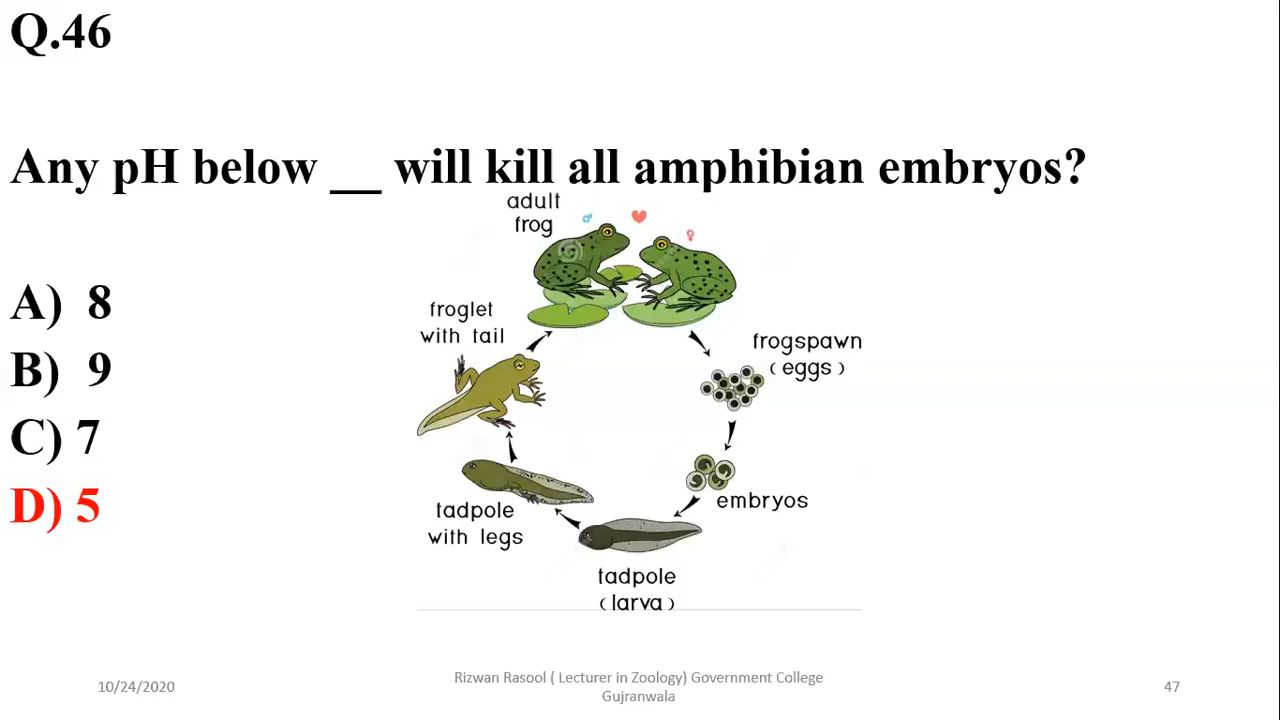 Q.46
Any pH below __ will kill all amphibian embryos?
A) 8
B) 9
C) 7
D) 5
adult
frog
♂
♀
froglet
with tail
frogspawn
(eggs)
embryos
tadpole
with legs
tadpole
(larva)
10/24/2020
Rizwan Rasool ( Lecturer in Zoology) Government College
Gujranwala
47